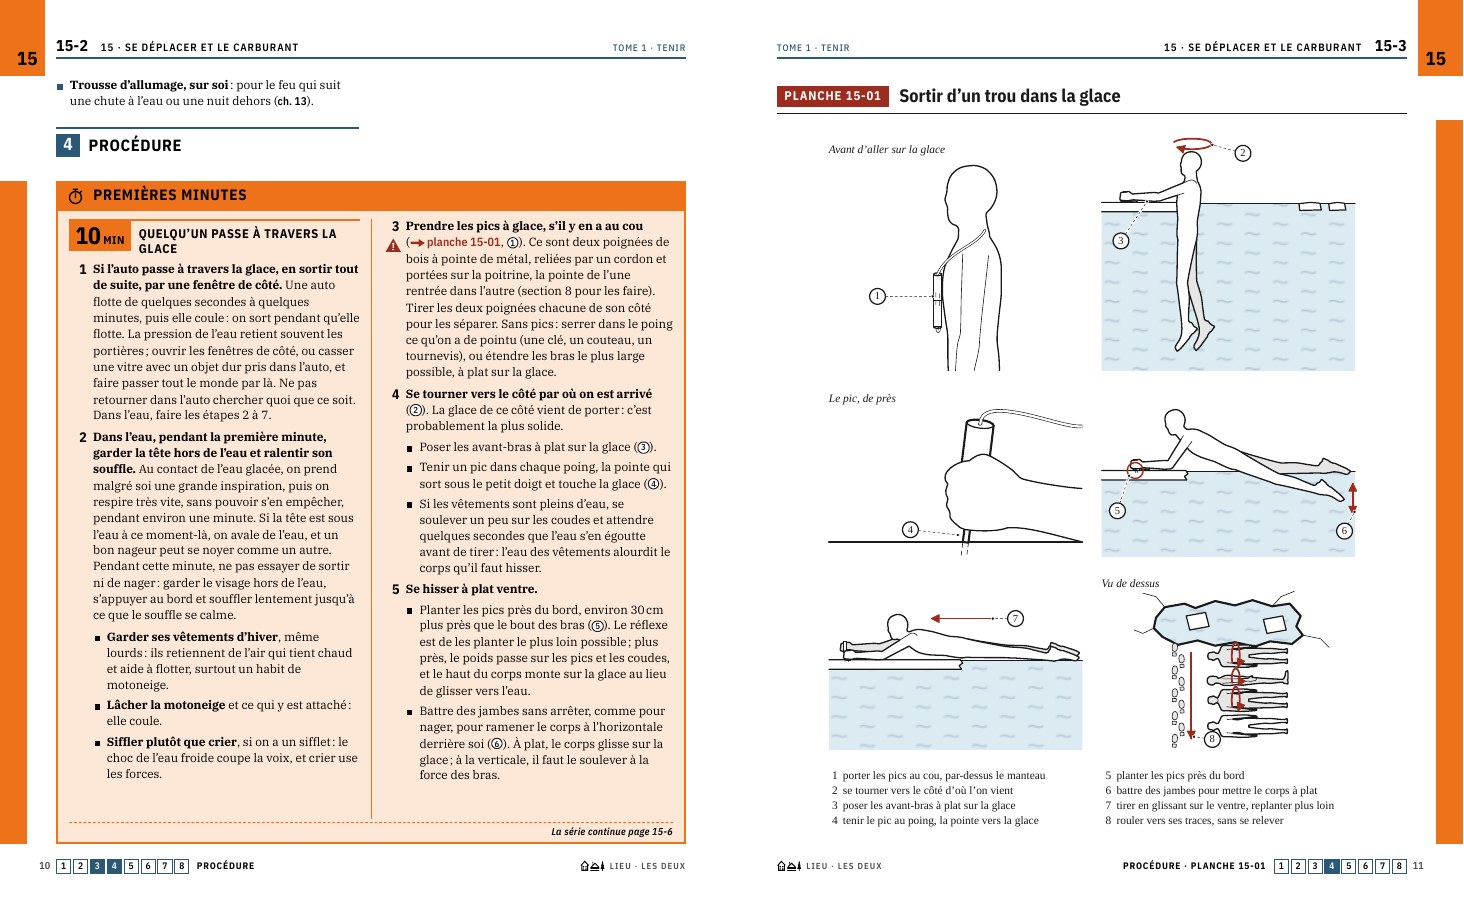 15
15-2 15 · SE DÉPLACER ET LE CARBURANT
TOME 1 · TENIR
Trousse d’allumage, sur soi : pour le feu qui suit
une chute à l’eau ou une nuit dehors (ch. 13).
4 PROCÉDURE
PREMIÈRES MINUTES
10 MIN QUELQU’UN PASSE À TRAVERS LA
GLACE
1 Si l’auto passe à travers la glace, en sortir tout
de suite, par une fenêtre de côté. Une auto
flotte de quelques secondes à quelques
minutes, puis elle coule : on sort pendant qu’elle
flotte. La pression de l’eau retient souvent les
portières ; ouvrir les fenêtres de côté, ou casser
une vitre avec un objet dur pris dans l’auto, et
faire passer tout le monde par là. Ne pas
retourner dans l’auto chercher quoi que ce soit.
Dans l’eau, faire les étapes 2 à 7.
2 Dans l’eau, pendant la première minute,
garder la tête hors de l’eau et ralentir son
souffle. Au contact de l’eau glacée, on prend
malgré soi une grande inspiration, puis on
respire très vite, sans pouvoir s’en empêcher,
pendant environ une minute. Si la tête est sous
l’eau à ce moment-là, on avale de l’eau, et un
bon nageur peut se noyer comme un autre.
Pendant cette minute, ne pas essayer de sortir
ni de nager : garder le visage hors de l’eau,
s’appuyer au bord et souffler lentement jusqu’à
ce que le souffle se calme.
Garder ses vêtements d’hiver, même
lourds : ils retiennent de l’air qui tient chaud
et aide à flotter, surtout un habit de
motoneige.
Lâcher la motoneige et ce qui y est attaché :
elle coule.
Siffler plutôt que crier, si on a un sifflet : le
choc de l’eau froide coupe la voix, et crier use
les forces.
3 Prendre les pics à glace, s’il y en a au cou
(planche 15-01, 1). Ce sont deux poignées de
bois à pointe de métal, reliées par un cordon et
portées sur la poitrine, la pointe de l’une
rentrée dans l’autre (section 8 pour les faire).
Tirer les deux poignées chacune de son côté
pour les séparer. Sans pics : serrer dans le poing
ce qu’on a de pointu (une clé, un couteau, un
tournevis), ou étendre les bras le plus large
possible, à plat sur la glace.
4 Se tourner vers le côté par où on est arrivé
(2). La glace de ce côté vient de porter : c’est
probablement la plus solide.
Poser les avant-bras à plat sur la glace (3).
Tenir un pic dans chaque poing, la pointe qui
sort sous le petit doigt et touche la glace (4).
Si les vêtements sont pleins d’eau, se
soulever un peu sur les coudes et attendre
quelques secondes que l’eau s’en égoutte
avant de tirer : l’eau des vêtements alourdit le
corps qu’il faut hisser.
5 Se hisser à plat ventre.
Planter les pics près du bord, environ 30 cm
plus près que le bout des bras (5). Le réflexe
est de les planter le plus loin possible ; plus
près, le poids passe sur les pics et les coudes,
et le haut du corps monte sur la glace au lieu
de glisser vers l’eau.
Battre des jambes sans arrêter, comme pour
nager, pour ramener le corps à l’horizontale
derrière soi (6). À plat, le corps glisse sur la
glace ; à la verticale, il faut le soulever à la
force des bras.
La série continue page 15-6
10 1 2 3 4 5 6 7 8 PROCÉDURE
LIEU · LES DEUX
TOME 1 · TENIR
15 · SE DÉPLACER ET LE CARBURANT 15-3
15
PLANCHE 15-01 Sortir d’un trou dans la glace
Avant d’aller sur la glace
1
2
3
Le pic, de près
4
5
6
7
Vu de dessus
8
1 porter les pics au cou, par-dessus le manteau
2 se tourner vers le côté d’où l’on vient
3 poser les avant-bras à plat sur la glace
4 tenir le pic au poing, la pointe vers la glace
5 planter les pics près du bord
6 battre des jambes pour mettre le corps à plat
7 tirer en glissant sur le ventre, replanter plus loin
8 rouler vers ses traces, sans se relever
LIEU · LES DEUX
PROCÉDURE · PLANCHE 15-01 1 2 3 4 5 6 7 8 11